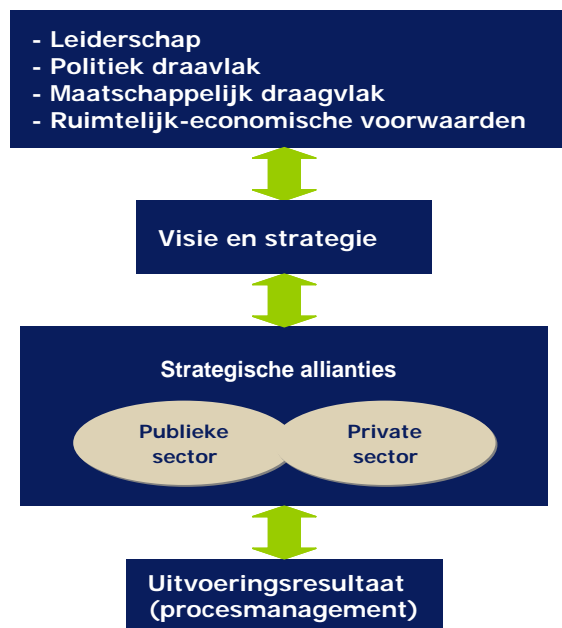 - Leiderschap
- Politiek draavlak
- Maatschappelijk draagvlak
- Ruimtelijk-economische voorwaarden
Visie en strategie
Strategische allianties
Publieke
sector
Private
sector
Uitvoeringsresultaat
(procesmanagement)